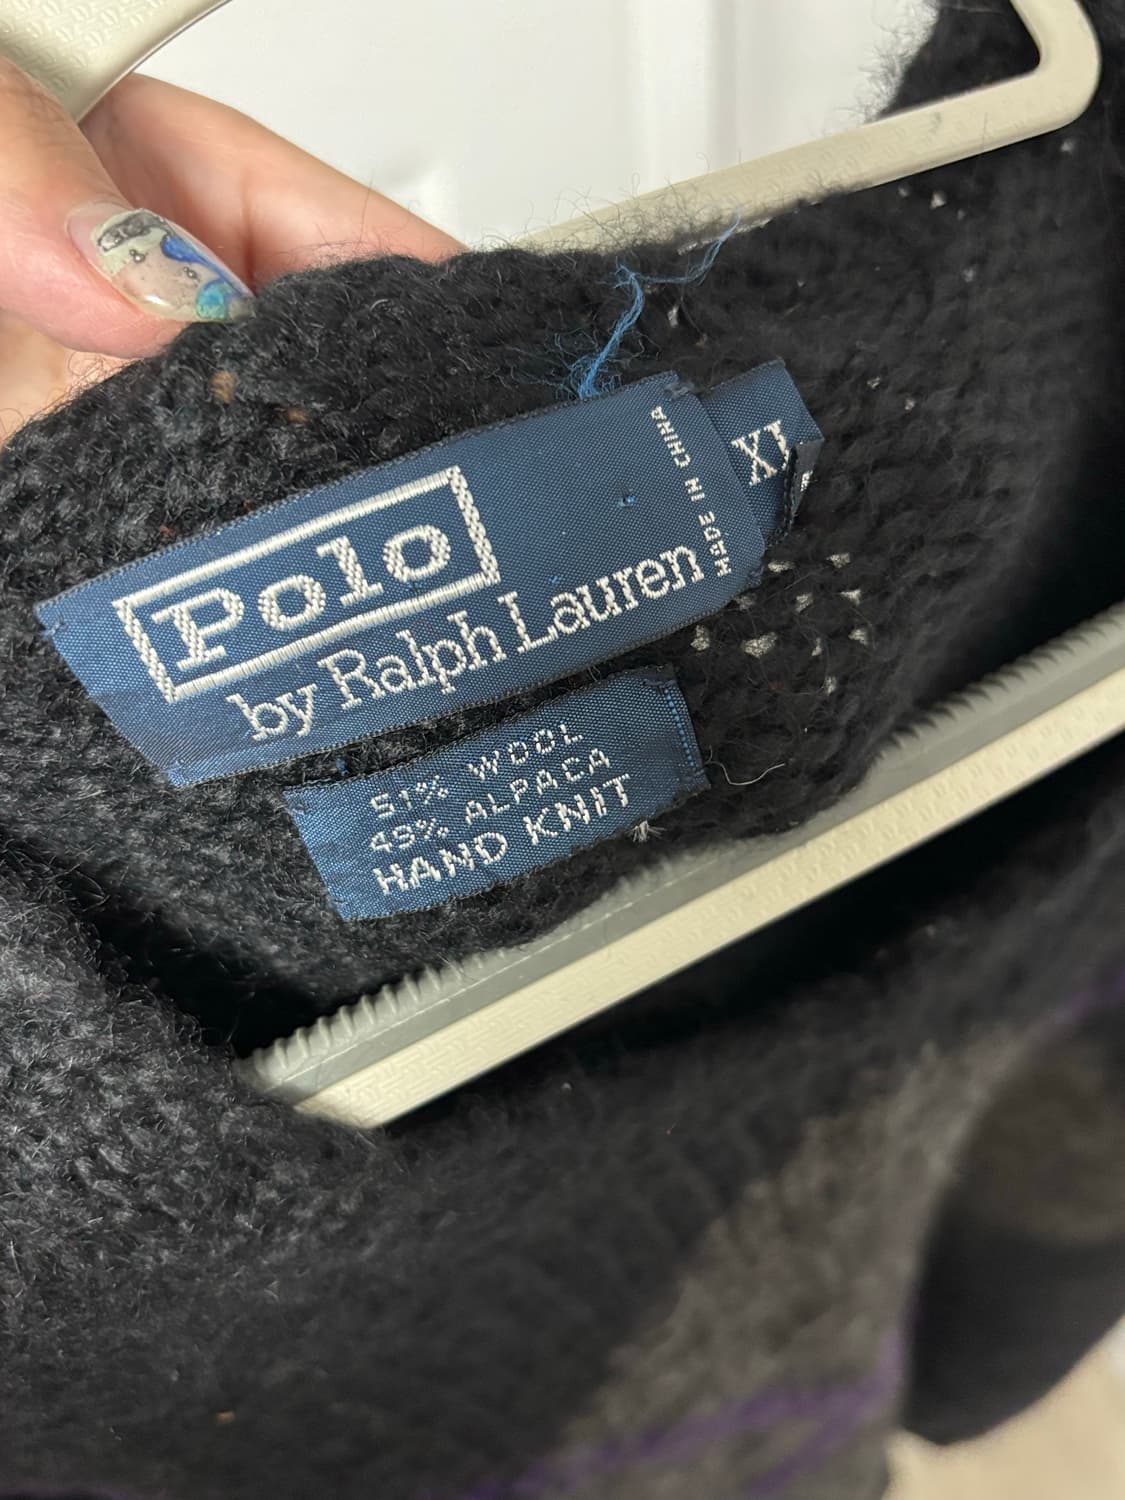 Polo
by Ralph Lauren
MADE IN CHINA
XL
51% WOOL
49% ALPACA
HAND KNIT